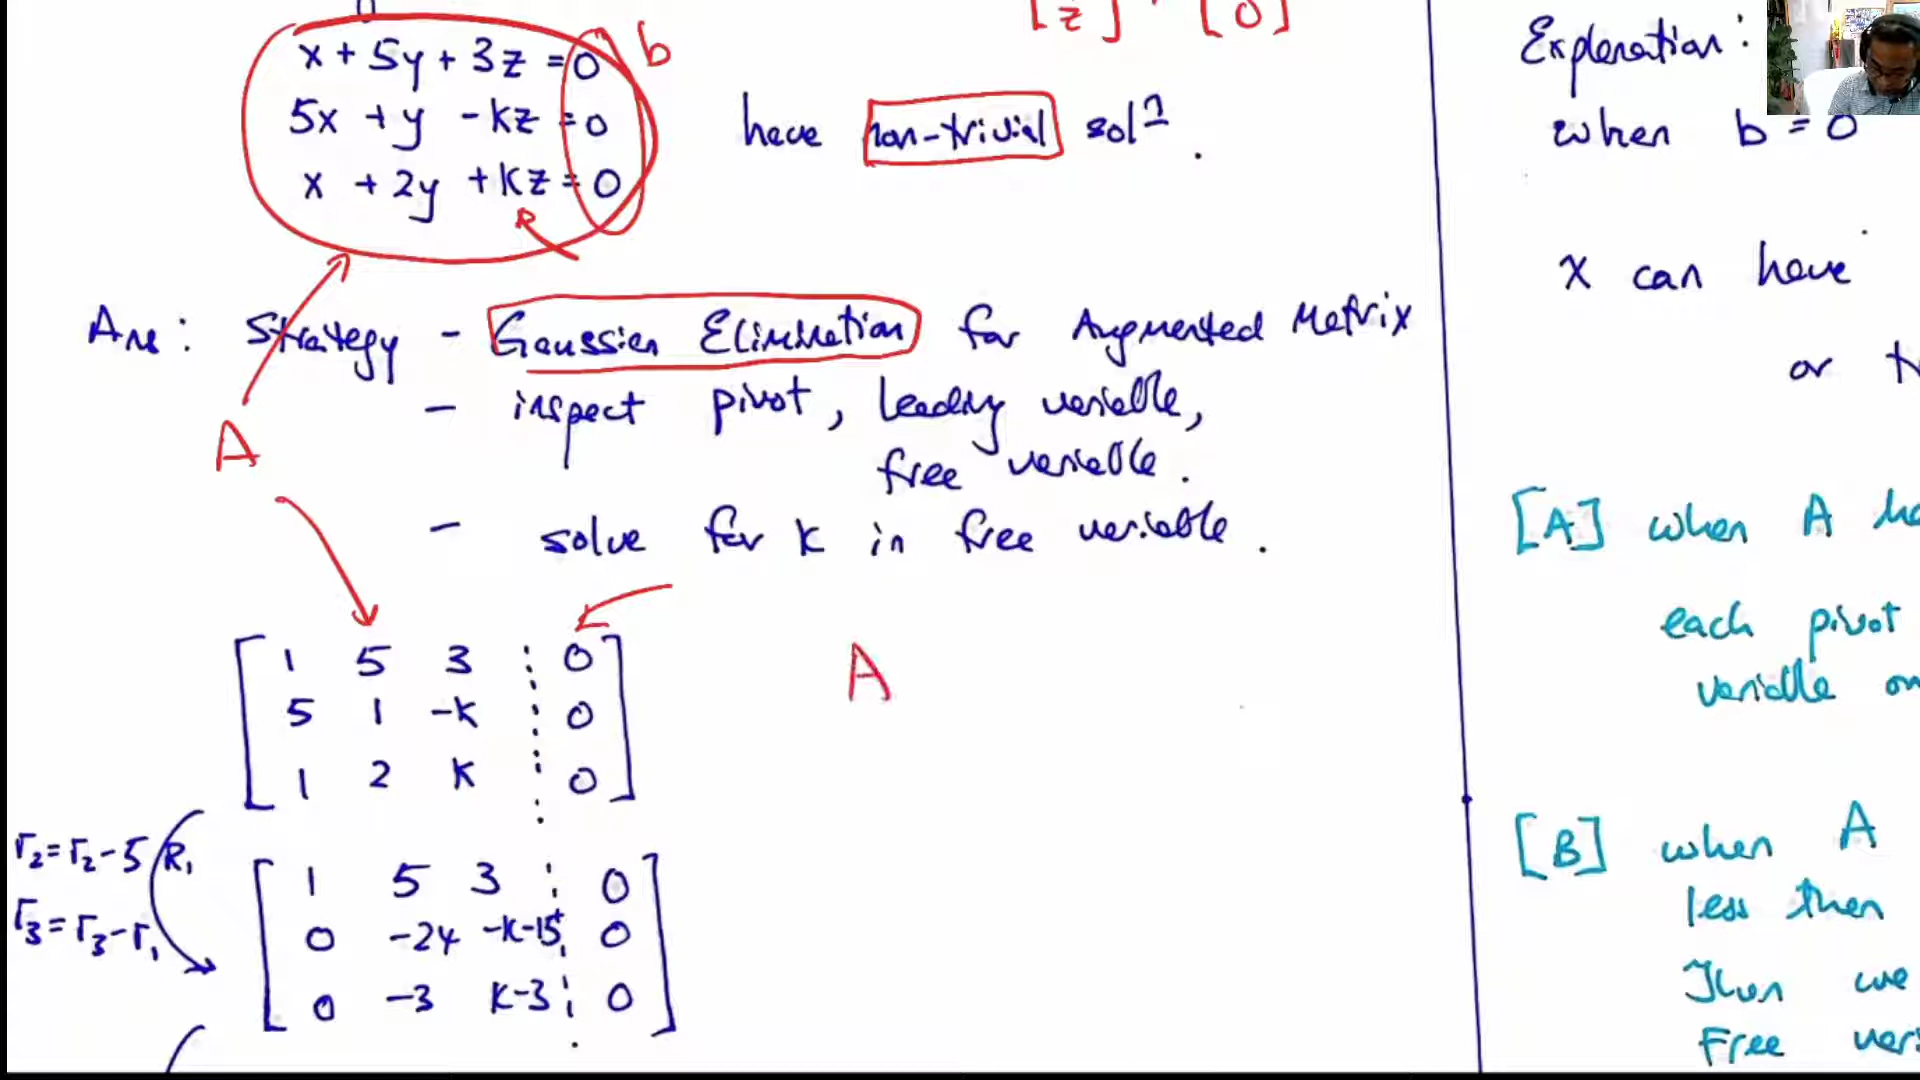 [z] [0]
x + 5y + 3z = 0 b
5x + y - kz = 0
x + 2y + kz = 0
have non-trivial sol?.
Ans: Strategy - Gaussian Elimination for Augmented Matrix
- inspect pivot, leading variable,
free variable.
- solve for k in free variable.
A
1 5 3 0
5 1 -k 0
1 2 k 0
A
r2=r2-5R1
r3=r3-r1
1 5 3 0
0 -24 -k-15 0
0 -3 k-3 0
Explenation:
when b = 0
x can have
or
[A] when A
each pivot
variable
[B] when A
less then
Then we
Free